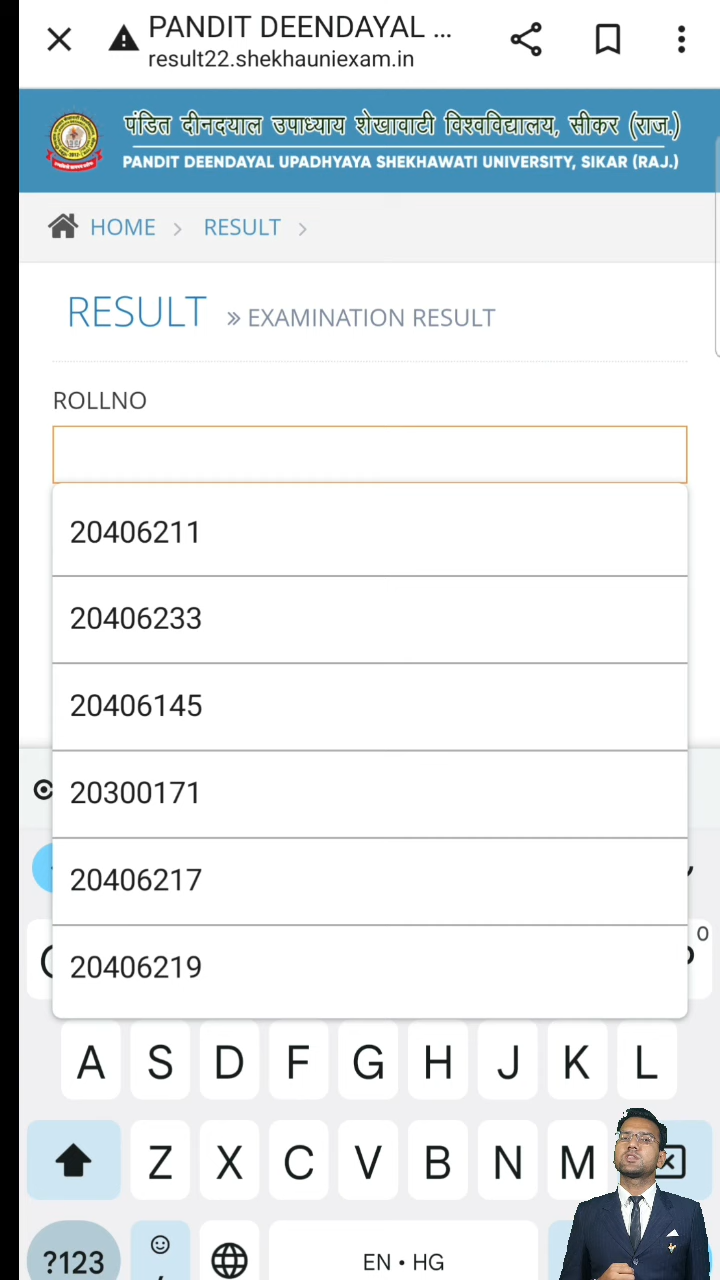 PANDIT DEENDAYAL ...
result22.shekhauniexam.in
पंडित दीनदयाल उपाध्याय शेखावाटी विश्वविद्यालय, सीकर (राज.)
PANDIT DEENDAYAL UPADHYAYA SHEKHAWATI UNIVERSITY, SIKAR (RAJ.)
HOME > RESULT >
RESULT » EXAMINATION RESULT
ROLLNO
20406211
20406233
20406145
20300171
20406217
20406219
0
A S D F G H J K L
Z X C V B N M
?123 EN • HG